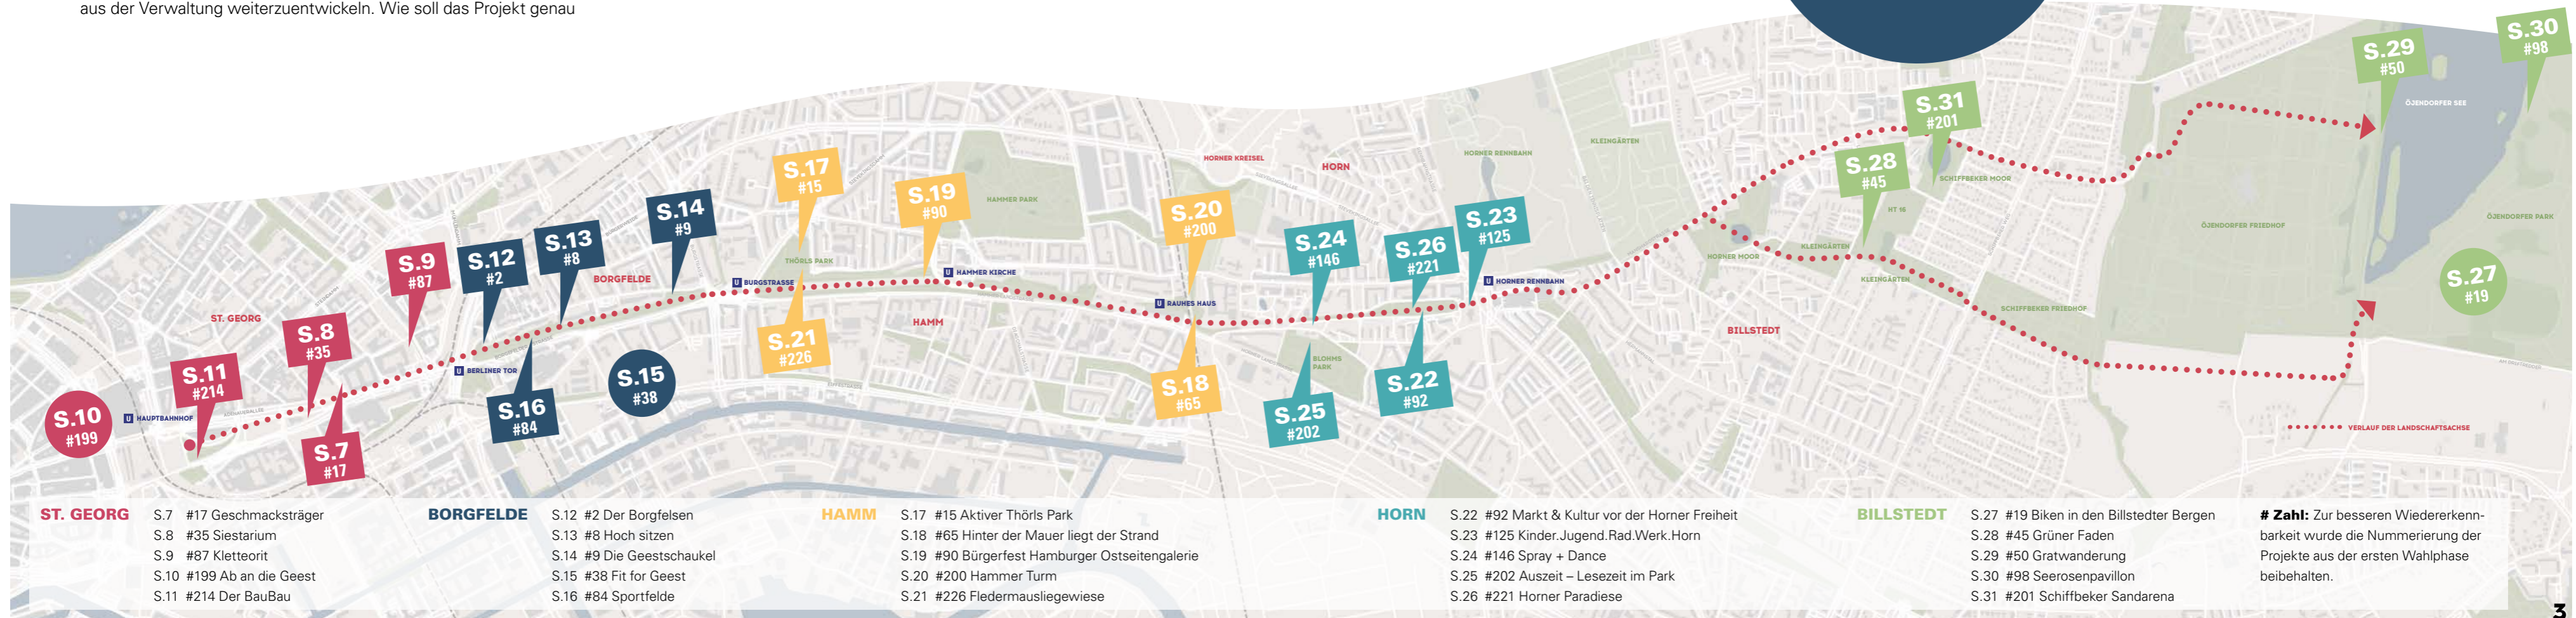 aus der Verwaltung weiterzuentwickeln. Wie soll das Projekt genau
S.30
#98
S.29
#50
ÖJENDORFER SEE
S.31
#201
KLEINGÄRTEN
HORNER RENNBAHN
HORNER KREISEL
HORN
S.17
#15
S.28
#45
SCHIFFBEKER MOOR
S.19
#90
HAMMER PARK
HT 16
S.14
#9
S.20
#200
S.23
#125
ÖJENDORFER PARK
ÖJENDORFER FRIEDHOF
S.13
#8
S.24
#146
S.26
#221
S.9
#87
S.12
#2
THÖRLS PARK
KLEINGÄRTEN
HORNER MOOR
BORGFELDE
U HAMMER KIRCHE
U BURGSTRASSE
U HORNER RENNBAHN
KLEINGÄRTEN
S.27
#19
U RAUHES HAUS
SCHIFFBEKER FRIEDHOF
ST. GEORG
HAMM
BILLSTEDT
S.8
#35
S.21
#226
BLOHMS
PARK
U BERLINER TOR
S.11
#214
S.15
#38
S.18
#65
S.22
#92
S.10
#199
U HAUPTBAHNHOF
S.16
#84
S.25
#202
VERLAUF DER LANDSCHAFTSACHSE
S.7
#17
ST. GEORG
S.7 #17 Geschmacksträger
S.8 #35 Siestarium
S.9 #87 Kletteorit
S.10 #199 Ab an die Geest
S.11 #214 Der BauBau
BORGFELDE
S.12 #2 Der Borgfelsen
S.13 #8 Hoch sitzen
S.14 #9 Die Geestschaukel
S.15 #38 Fit for Geest
S.16 #84 Sportfelde
HAMM
S.17 #15 Aktiver Thörls Park
S.18 #65 Hinter der Mauer liegt der Strand
S.19 #90 Bürgerfest Hamburger Ostseitengalerie
S.20 #200 Hammer Turm
S.21 #226 Fledermausliegewiese
HORN
S.22 #92 Markt & Kultur vor der Horner Freiheit
S.23 #125 Kinder.Jugend.Rad.Werk.Horn
S.24 #146 Spray + Dance
S.25 #202 Auszeit – Lesezeit im Park
S.26 #221 Horner Paradiese
BILLSTEDT
S.27 #19 Biken in den Billstedter Bergen
S.28 #45 Grüner Faden
S.29 #50 Gratwanderung
S.30 #98 Seerosenpavillon
S.31 #201 Schiffbeker Sandarena
# Zahl: Zur besseren Wiedererkenn-
barkeit wurde die Nummerierung der
Projekte aus der ersten Wahlphase
beibehalten.
3